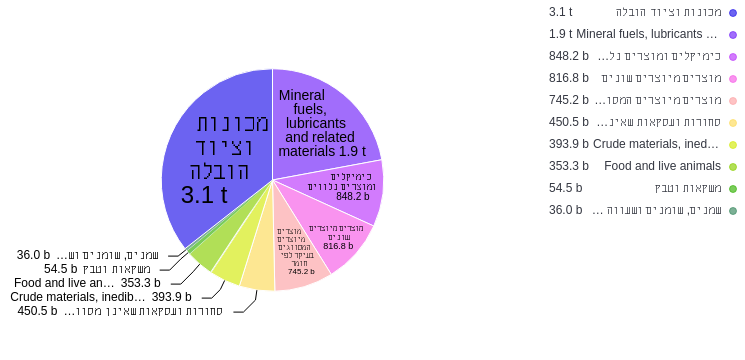 מכונות
וציוד
הובלה
3.1 t
Mineral
fuels,
lubricants
and related
materials 1.9 t
כימיקלים
ומוצרים נלווים
848.2 b
מוצרים מיוצרים
שונים
816.8 b
מוצרים
מיוצרים
המסווגים
בעיקר לפי
חומר
745.2 b
36.0 b שמנים, שומנים וש...
54.5 b משקאות וטבק
Food and live an... 353.3 b
Crude materials, inedib... 393.9 b
450.5 b סחורות ועסקאות שאינן מסוו...
3.1 t מכונות וציוד הובלה
1.9 t Mineral fuels, lubricants ...
848.2 b כימיקלים ומוצרים נל...
816.8 b מוצרים מיוצרים שונים
745.2 b מוצרים מיוצרים המסו...
450.5 b סחורות ועסקאות שאינ...
393.9 b Crude materials, ined...
353.3 b Food and live animals
54.5 b משקאות וטבק
36.0 b שמנים, שומנים ושעווה ...